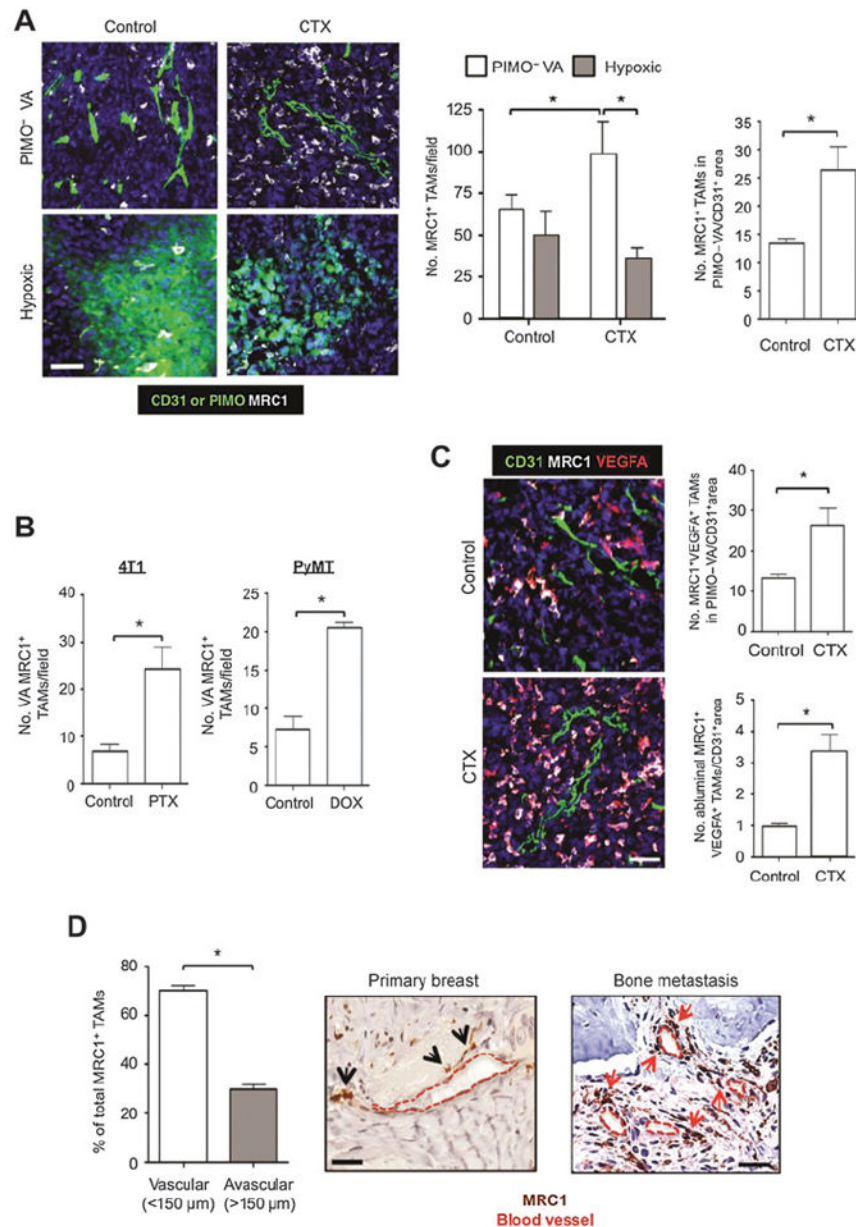 A
Control
CTX
PIMO⁻ VA
Hypoxic
CD31 or PIMO MRC1
PIMO⁻ VA
Hypoxic
No. MRC1⁺ TAMs/field
125
100
75
50
25
0
*
*
Control
CTX
No. MRC1⁺ TAMs in
PIMO–VA/CD31⁺ area
35
30
25
20
15
10
5
0
*
Control
CTX
B
4T1
No. VA MRC1⁺
TAMs/field
40
30
20
10
0
*
Control
PTX
PyMT
No. VA MRC1⁺
TAMs/field
25
20
15
10
5
0
*
Control
DOX
C
CD31 MRC1 VEGFA
Control
CTX
No. MRC1⁺VEGFA⁺ TAMs
in PIMO–VA/CD31⁺area
40
30
20
10
0
*
Control
CTX
No. abluminal MRC1⁺
VEGFA⁺ TAMs/CD31⁺area
5
4
3
2
1
0
*
Control
CTX
D
% of total MRC1⁺ TAMs
80
60
40
20
0
*
Vascular
(<150 µm)
Avascular
(>150 µm)
Primary breast
Bone metastasis
MRC1
Blood vessel